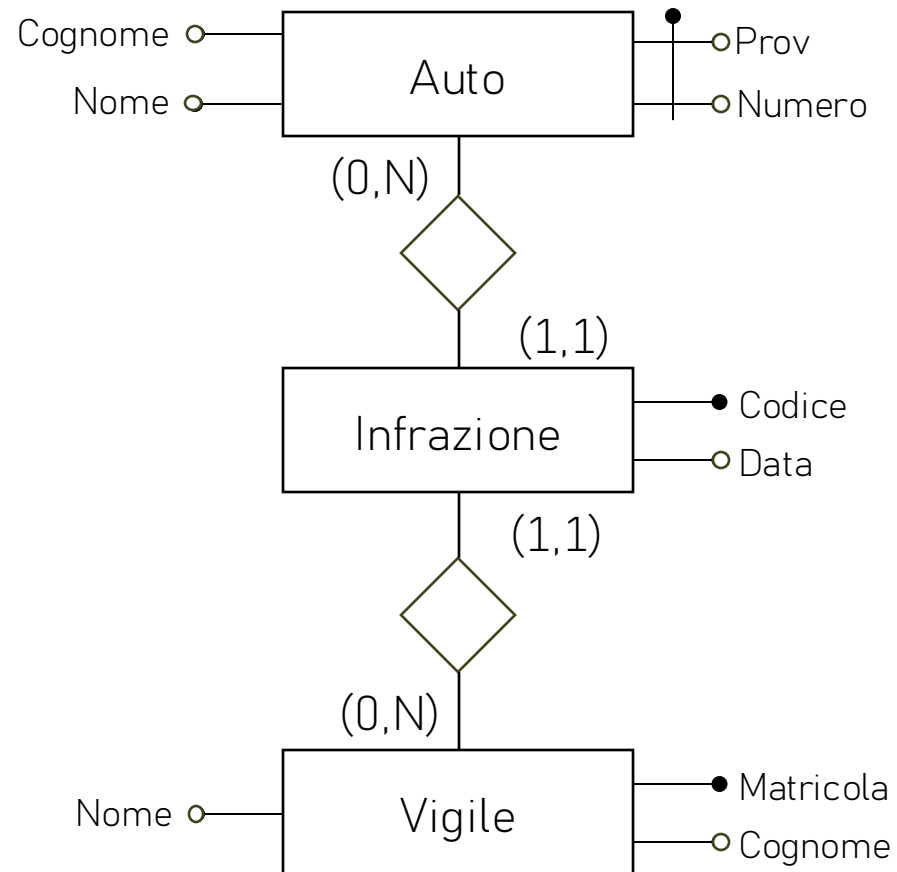 Cognome
Prov
Auto
Nome
Numero
(0,N)
(1,1)
Codice
Infrazione
Data
(1,1)
(0,N)
Matricola
Nome
Vigile
Cognome